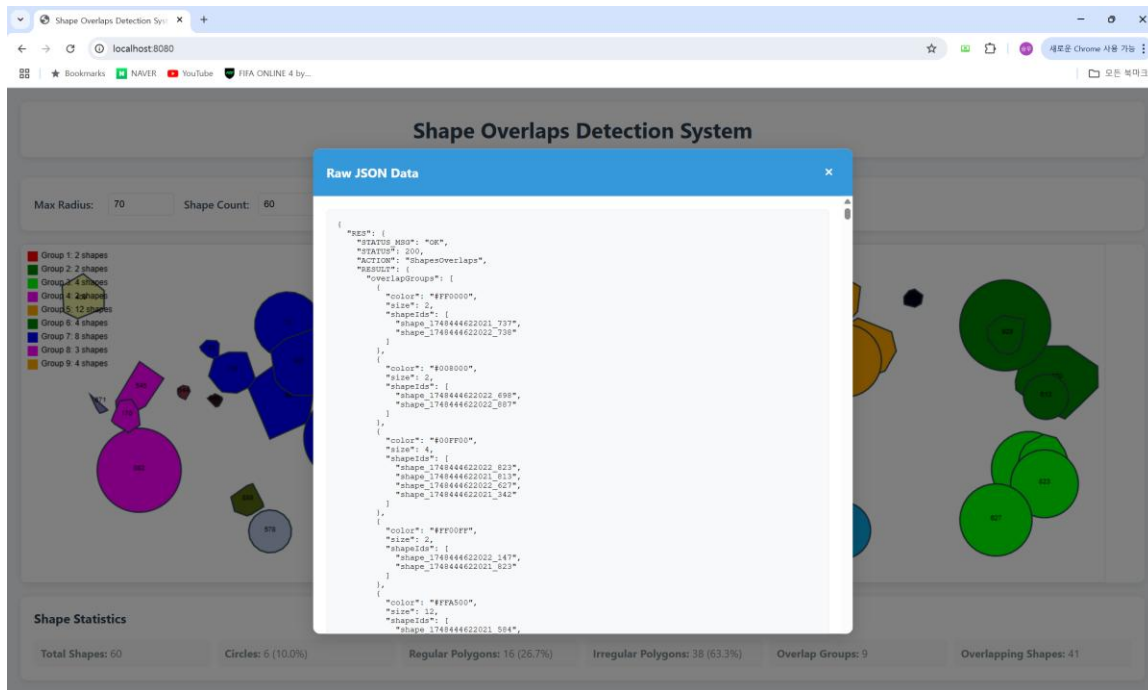 Shape Overlaps Detection Sys
localhost:8080
새로운 Chrome 사용 가능
Bookmarks
NAVER
YouTube
FIFA ONLINE 4 by...
모든 북마크
Shape Overlaps Detection System
Max Radius: 70 Shape Count: 60
Group 1: 2 shapes
Group 2: 2 shapes
Group 3: 4 shapes
Group 4: 2 shapes
Group 5: 12 shapes
Group 6: 4 shapes
Group 7: 8 shapes
Group 8: 3 shapes
Group 9: 4 shapes
Raw JSON Data
{
"RES": {
"STATUS_MSG": "OK",
"STATUS": 200,
"ACTION": "ShapesOverlaps",
"RESULT": {
"overlapGroups": [
{
"color": "#FF0000",
"size": 2,
"shapeIds": [
"shape_1748444622021_737",
"shape_1748444622022_738"
]
},
{
"color": "#008000",
"size": 2,
"shapeIds": [
"shape_1748444622022_698",
"shape_1748444622022_887"
]
},
{
"color": "#00FF00",
"size": 4,
"shapeIds": [
"shape_1748444622022_823",
"shape_1748444622021_813",
"shape_1748444622022_627",
"shape_1748444622021_342"
]
},
{
"color": "#FF00FF",
"size": 2,
"shapeIds": [
"shape_1748444622022_147",
"shape_1748444622021_823"
]
},
{
"color": "#FFA500",
"size": 12,
"shapeIds": [
"shape_1748444622021_584",
578
627
Shape Statistics
Total Shapes: 60
Circles: 6 (10.0%)
Regular Polygons: 16 (26.7%)
Irregular Polygons: 38 (63.3%)
Overlap Groups: 9
Overlapping Shapes: 41